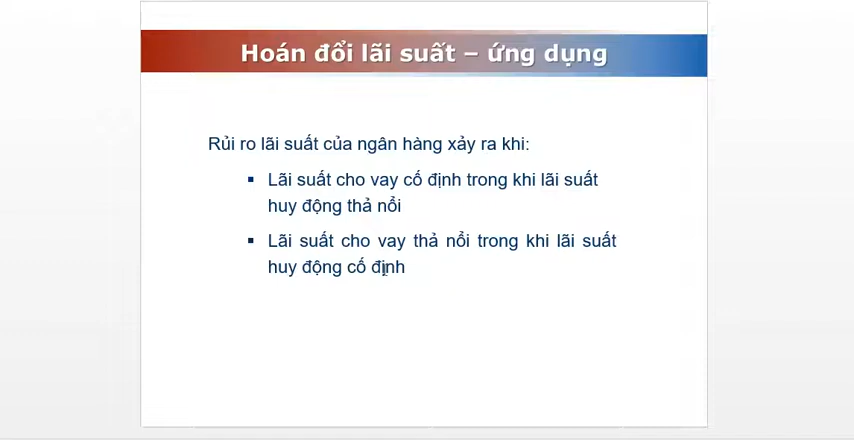 Hoán đổi lãi suất – ứng dụng
Rủi ro lãi suất của ngân hàng xảy ra khi:
▪ Lãi suất cho vay cố định trong khi lãi suất
huy động thả nổi
▪ Lãi suất cho vay thả nổi trong khi lãi suất
huy động cố định